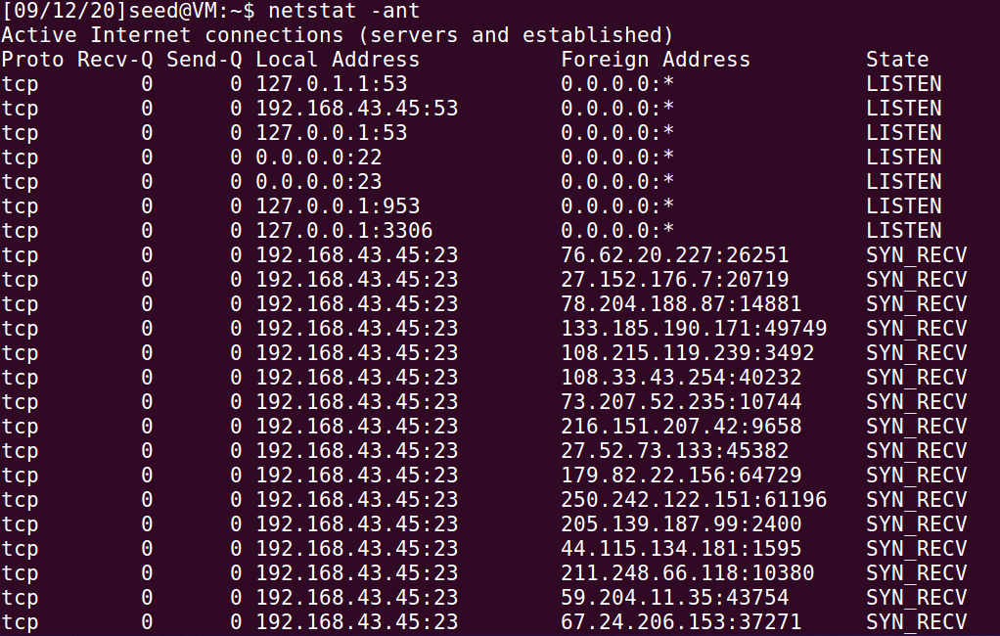 [09/12/20]seed@VM:~$ netstat -ant
Active Internet connections (servers and established)
Proto Recv-Q Send-Q Local Address           Foreign Address         State
tcp        0      0 127.0.1.1:53            0.0.0.0:*               LISTEN
tcp        0      0 192.168.43.45:53        0.0.0.0:*               LISTEN
tcp        0      0 127.0.0.1:53            0.0.0.0:*               LISTEN
tcp        0      0 0.0.0.0:22              0.0.0.0:*               LISTEN
tcp        0      0 0.0.0.0:23              0.0.0.0:*               LISTEN
tcp        0      0 127.0.0.1:953           0.0.0.0:*               LISTEN
tcp        0      0 127.0.0.1:3306          0.0.0.0:*               LISTEN
tcp        0      0 192.168.43.45:23        76.62.20.227:26251      SYN_RECV
tcp        0      0 192.168.43.45:23        27.152.176.7:20719      SYN_RECV
tcp        0      0 192.168.43.45:23        78.204.188.87:14881     SYN_RECV
tcp        0      0 192.168.43.45:23        133.185.190.171:49749   SYN_RECV
tcp        0      0 192.168.43.45:23        108.215.119.239:3492    SYN_RECV
tcp        0      0 192.168.43.45:23        108.33.43.254:40232     SYN_RECV
tcp        0      0 192.168.43.45:23        73.207.52.235:10744     SYN_RECV
tcp        0      0 192.168.43.45:23        216.151.207.42:9658     SYN_RECV
tcp        0      0 192.168.43.45:23        27.52.73.133:45382      SYN_RECV
tcp        0      0 192.168.43.45:23        179.82.22.156:64729     SYN_RECV
tcp        0      0 192.168.43.45:23        250.242.122.151:61196   SYN_RECV
tcp        0      0 192.168.43.45:23        205.139.187.99:2400     SYN_RECV
tcp        0      0 192.168.43.45:23        44.115.134.181:1595     SYN_RECV
tcp        0      0 192.168.43.45:23        211.248.66.118:10380    SYN_RECV
tcp        0      0 192.168.43.45:23        59.204.11.35:43754      SYN_RECV
tcp        0      0 192.168.43.45:23        67.24.206.153:37271     SYN_RECV